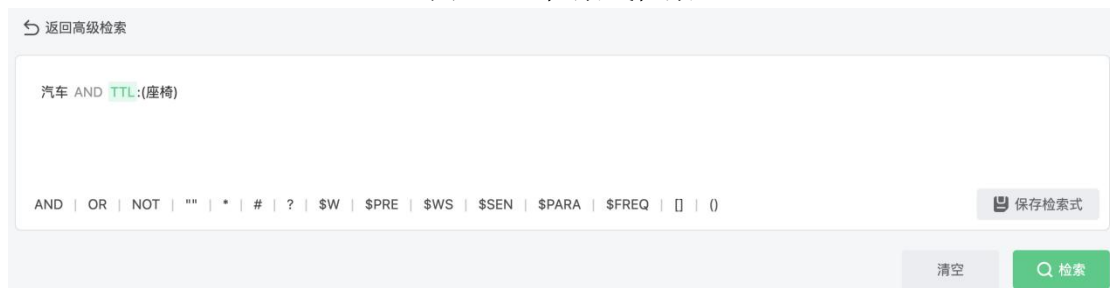 返回高级检索
汽车 AND TTL:(座椅)
AND | OR | NOT | "" | * | # | ? | $W | $PRE | $WS | $SEN | $PARA | $FREQ | [] | ()
保存检索式
清空
检索